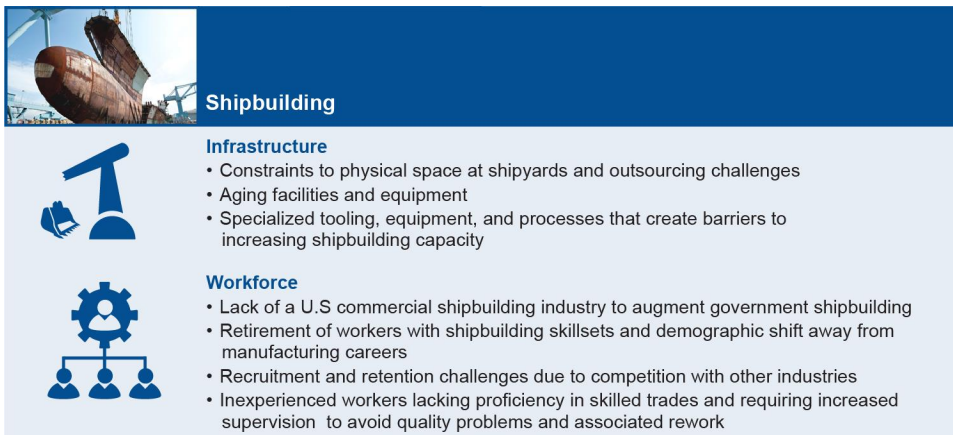 Shipbuilding
Infrastructure
• Constraints to physical space at shipyards and outsourcing challenges
• Aging facilities and equipment
• Specialized tooling, equipment, and processes that create barriers to
increasing shipbuilding capacity
Workforce
• Lack of a U.S commercial shipbuilding industry to augment government shipbuilding
• Retirement of workers with shipbuilding skillsets and demographic shift away from
manufacturing careers
• Recruitment and retention challenges due to competition with other industries
• Inexperienced workers lacking proficiency in skilled trades and requiring increased
supervision  to avoid quality problems and associated rework